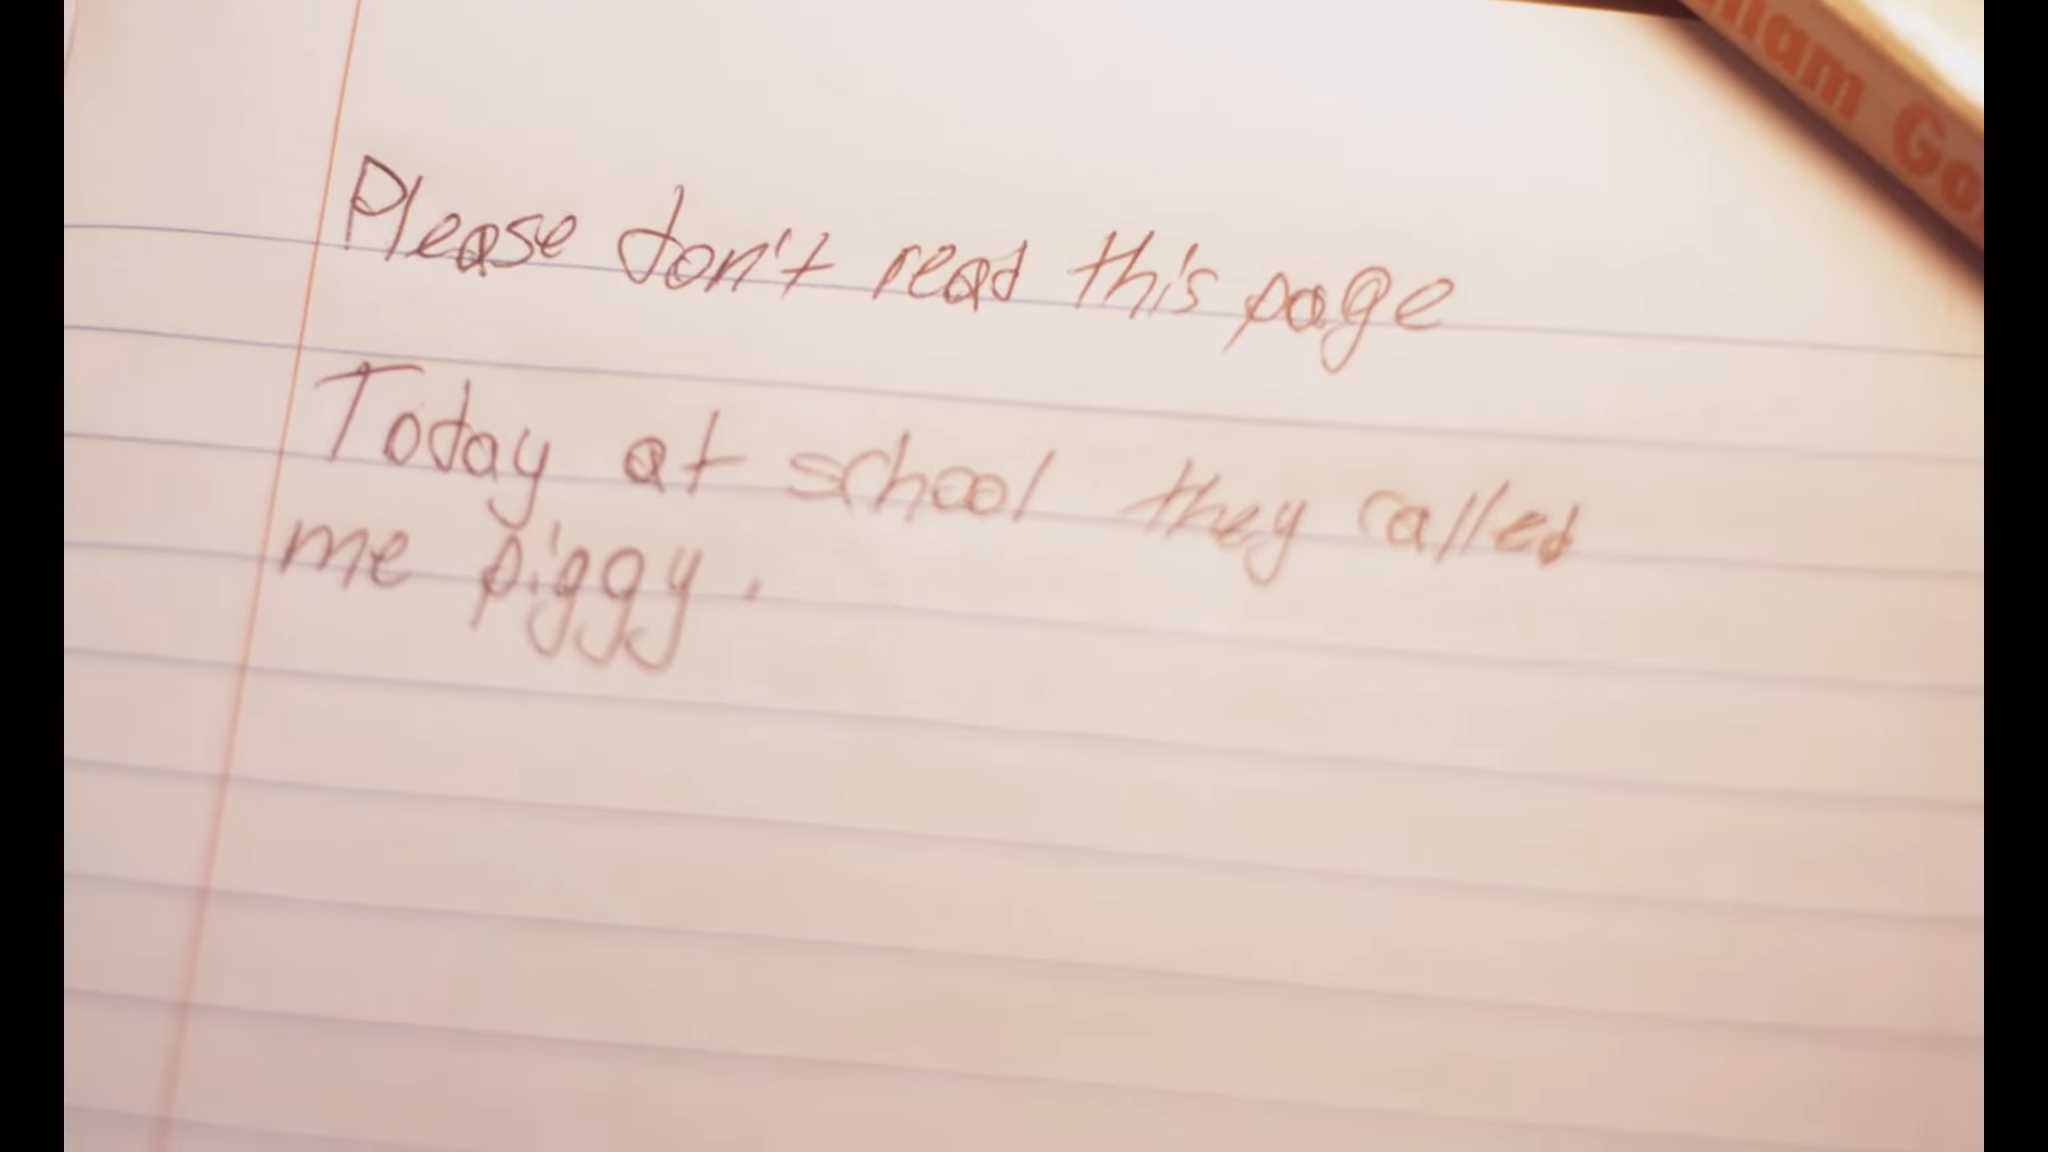 Please don't read this page
Today at school they called
me piggy.